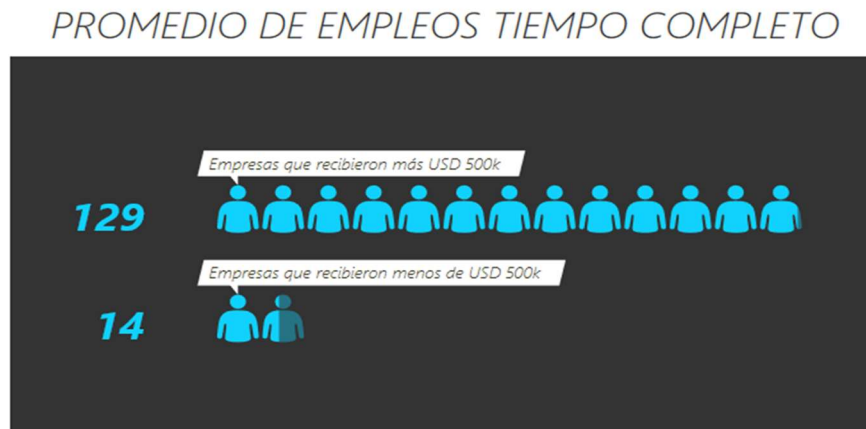 PROMEDIO DE EMPLEOS TIEMPO COMPLETO
Empresas que recibieron más USD 500k
129
Empresas que recibieron menos de USD 500k
14